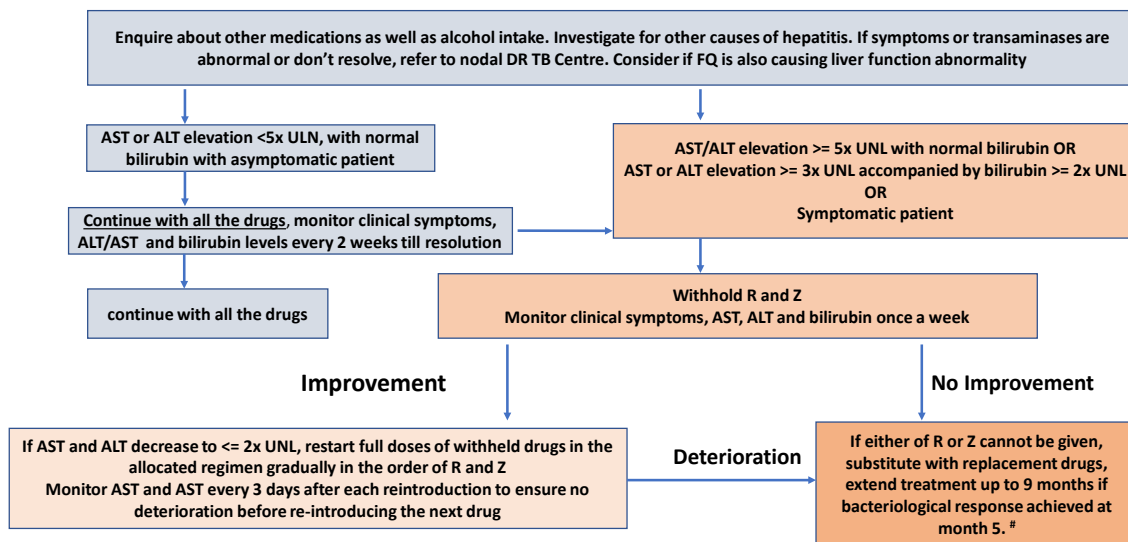 Enquire about other medications as well as alcohol intake. Investigate for other causes of hepatitis. If symptoms or transaminases are
abnormal or don't resolve, refer to nodal DR TB Centre. Consider if FQ is also causing liver function abnormality
AST or ALT elevation <5x ULN, with normal
bilirubin with asymptomatic patient
AST/ALT elevation >= 5x UNL with normal bilirubin OR
AST or ALT elevation >= 3x UNL accompanied by bilirubin >= 2x UNL
OR
Symptomatic patient
Continue with all the drugs, monitor clinical symptoms,
ALT/AST and bilirubin levels every 2 weeks till resolution
continue with all the drugs
Withhold R and Z
Monitor clinical symptoms, AST, ALT and bilirubin once a week
Improvement
No Improvement
If AST and ALT decrease to <= 2x UNL, restart full doses of withheld drugs in the
allocated regimen gradually in the order of R and Z
Monitor AST and AST every 3 days after each reintroduction to ensure no
deterioration before re-introducing the next drug
Deterioration
If either of R or Z cannot be given,
substitute with replacement drugs,
extend treatment up to 9 months if
bacteriological response achieved at
month 5. #